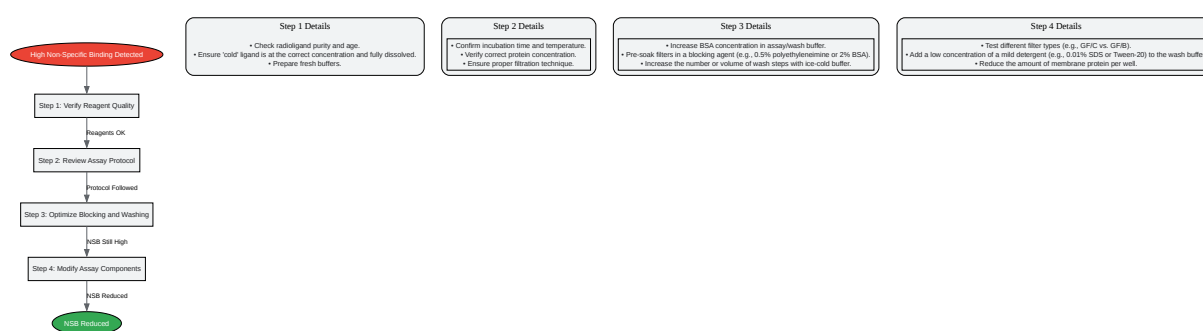 High Non-Specific Binding Detected
Step 1: Verify Reagent Quality
Reagents OK
Step 2: Review Assay Protocol
Protocol Followed
Step 3: Optimize Blocking and Washing
NSB Still High
Step 4: Modify Assay Components
NSB Reduced
NSB Reduced
Step 1 Details
• Check radioligand purity and age.
• Ensure 'cold' ligand is at the correct concentration and fully dissolved.
• Prepare fresh buffers.
Step 2 Details
• Confirm incubation time and temperature.
• Verify correct protein concentration.
• Ensure proper filtration technique.
Step 3 Details
• Increase BSA concentration in assay/wash buffer.
• Pre-soak filters in a blocking agent (e.g., 0.5% polyethylenimine or 2% BSA).
• Increase the number or volume of wash steps with ice-cold buffer.
Step 4 Details
• Test different filter types (e.g., GF/C vs. GF/B).
• Add a low concentration of a mild detergent (e.g., 0.01% SDS or Tween-20) to the wash buffer
• Reduce the amount of membrane protein per well.